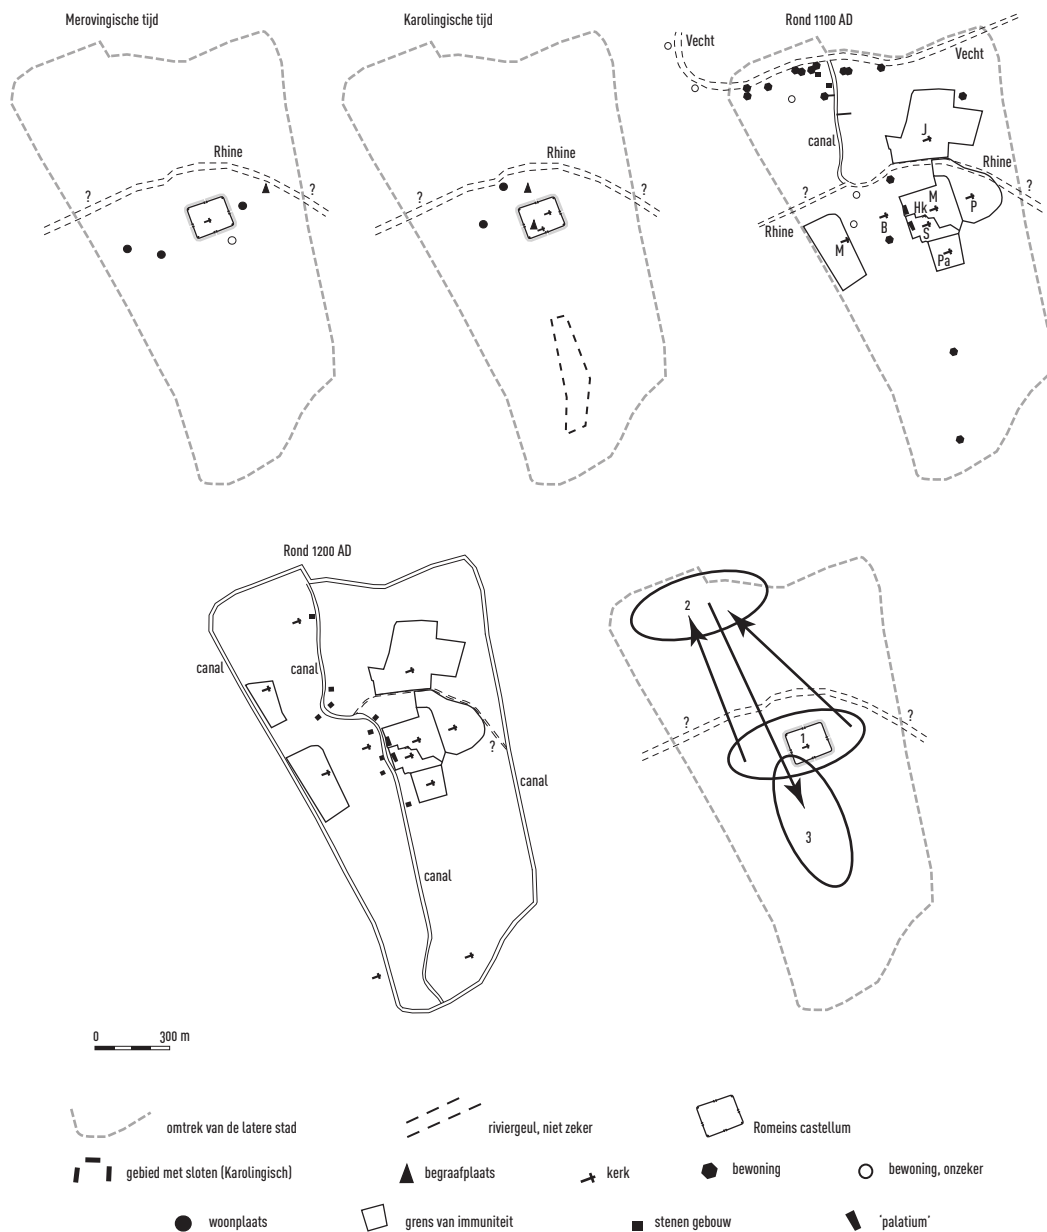 Merovingische tijd
Rhine
?
?
Karolingische tijd
Rhine
?
?
Rond 1100 AD
Vecht
Vecht
canal
J
Rhine
M
Hk
P
B
S
Rhine
M
Pa
Rond 1200 AD
canal
canal
?
canal
canal
2
?
?
1
3
0 300 m
omtrek van de latere stad
riviergeul, niet zeker
Romeins castellum
gebied met sloten (Karolingisch)
begraafplaats
kerk
bewoning
bewoning, onzeker
woonplaats
grens van immuniteit
stenen gebouw
'palatium'